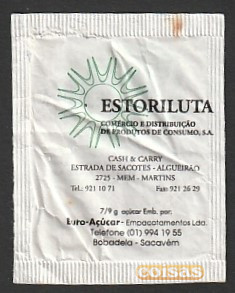 ESTORILUTA
COMÉRCIO E DISTRIBUIÇÃO
DE PRODUTOS DE CONSUMO, S.A.
CASH & CARRY
ESTRADA DE SACOTES - ALGUEIRÃO
2725 - MEM - MARTINS
Tel.: 921 10 71 Fax: 921 26 29
7/9 g açúcar Emb. por:
Euro-Açúcar - Empacotamentos Lda.
Telefone (01) 994 19 55
Bobadela - Sacavém
coisas